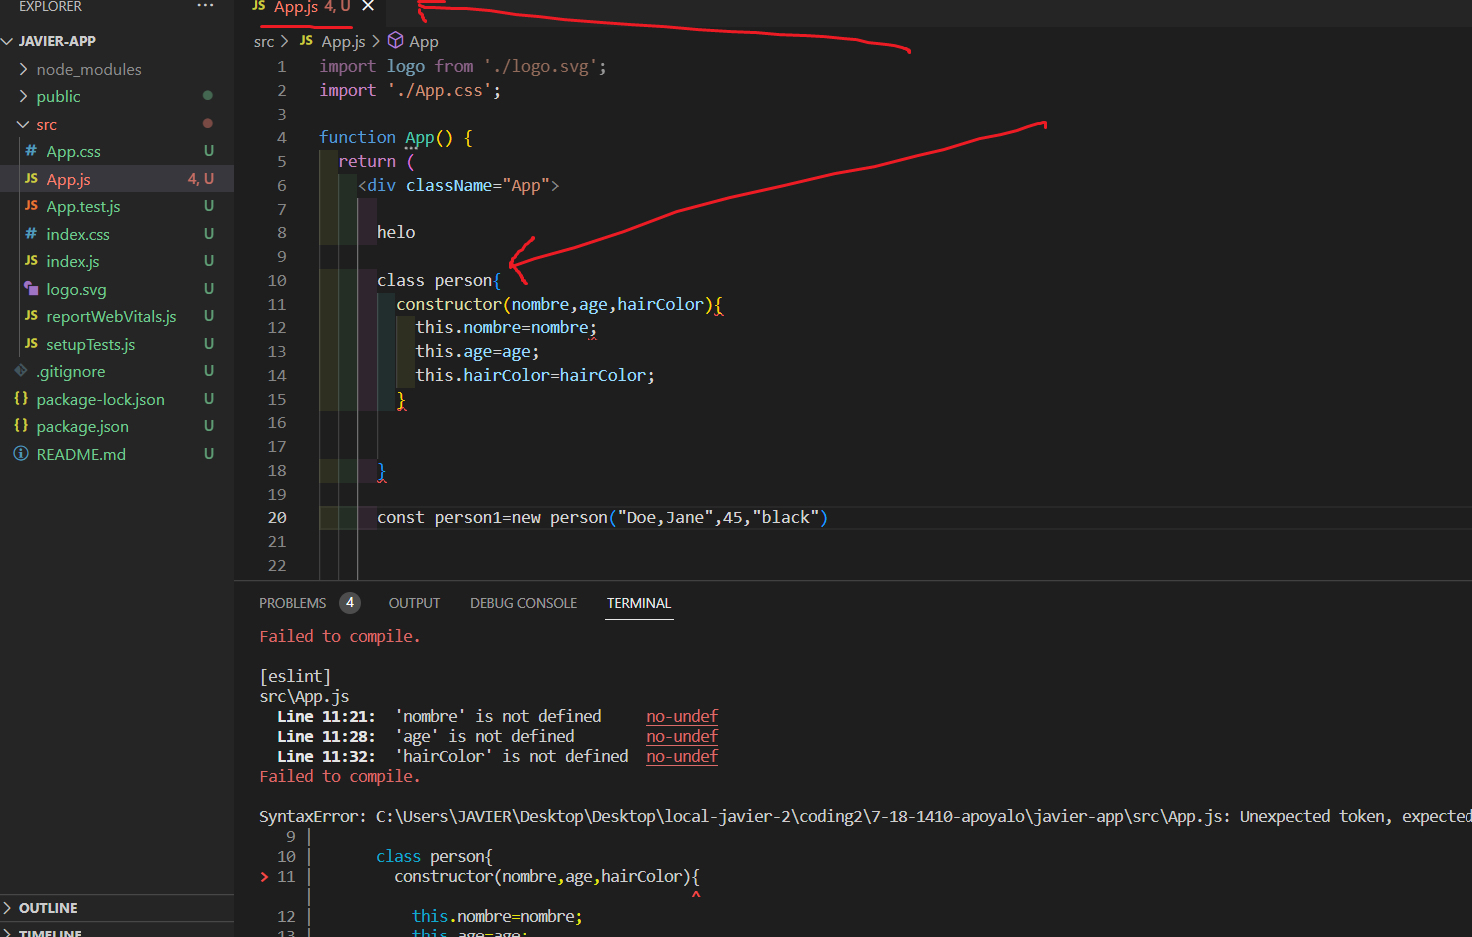 EXPLORER
···
JAVIER-APP
node_modules
public
src
# App.css U
JS App.js 4, U
JS App.test.js U
# index.css U
JS index.js U
logo.svg U
JS reportWebVitals.js U
JS setupTests.js U
.gitignore U
{} package-lock.json U
{} package.json U
README.md U
OUTLINE
TIMELINE
JS App.js 4, U ×
src > JS App.js > App
1 import logo from './logo.svg';
2 import './App.css';
3
4 function App() {
5 return (
6 <div className="App">
7
8 helo
9
10 class person{
11 constructor(nombre,age,hairColor){
12 this.nombre=nombre;
13 this.age=age;
14 this.hairColor=hairColor;
15 }
16
17
18 }
19
20 const person1=new person("Doe,Jane",45,"black")
21
22
PROBLEMS 4 OUTPUT DEBUG CONSOLE TERMINAL
Failed to compile.
[eslint]
src\App.js
Line 11:21: 'nombre' is not defined no-undef
Line 11:28: 'age' is not defined no-undef
Line 11:32: 'hairColor' is not defined no-undef
Failed to compile.
SyntaxError: C:\Users\JAVIER\Desktop\Desktop\local-javier-2\coding2\7-18-1410-apoyalo\javier-app\src\App.js: Unexpected token, expected
9 |
10 | class person{
> 11 | constructor(nombre,age,hairColor){
| ^
12 | this.nombre=nombre;
13 | this.age=age;